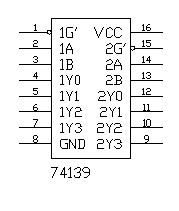 1 1G' VCC 16
2 1A 2G' 15
3 1B 2A 14
4 1Y0 2B 13
5 1Y1 2Y0 12
6 1Y2 2Y1 11
7 1Y3 2Y2 10
8 GND 2Y3 9
74139